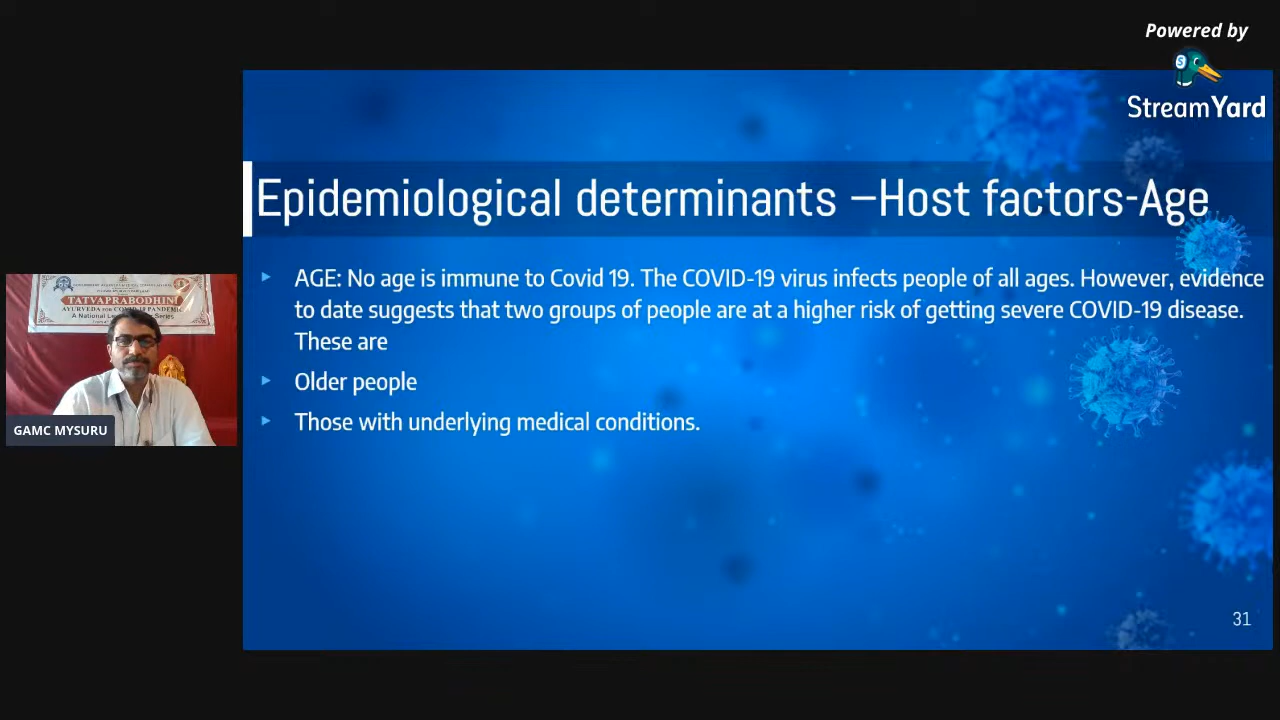 Powered by
StreamYard
Epidemiological determinants –Host factors-Age
AGE: No age is immune to Covid 19. The COVID-19 virus infects people of all ages. However, evidence
to date suggests that two groups of people are at a higher risk of getting severe COVID-19 disease.
These are
Older people
Those with underlying medical conditions.
31
TATVAPRABODHINI
AYURVEDA FOR COVID 19 PANDEMIC
A National Series
GAMC MYSURU